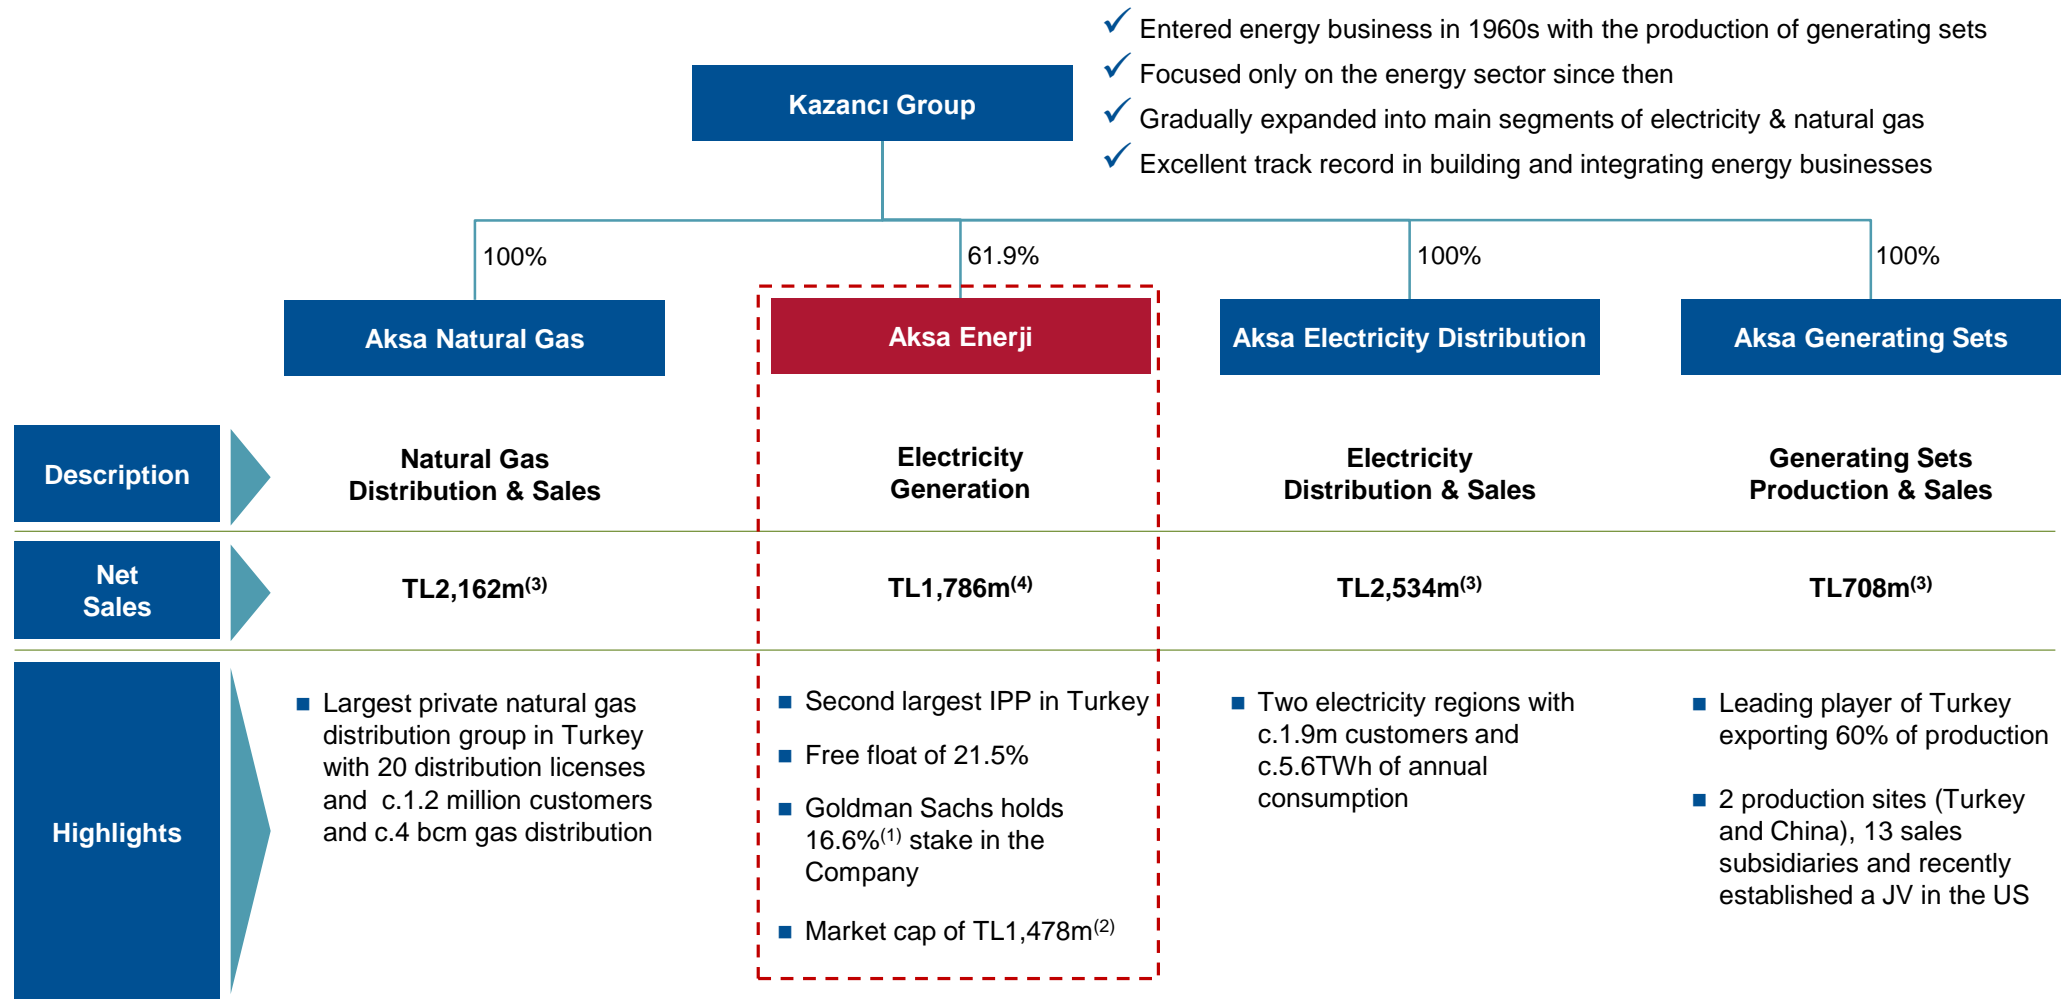 Entered energy business in 1960s with the production of generating sets
Focused only on the energy sector since then
Gradually expanded into main segments of electricity & natural gas
Excellent track record in building and integrating energy businesses
Kazancı Group
100%
61.9%
100%
100%
Aksa Natural Gas
Aksa Enerji
Aksa Electricity Distribution
Aksa Generating Sets
Description
Natural Gas
Distribution & Sales
Electricity
Generation
Electricity
Distribution & Sales
Generating Sets
Production & Sales
Net
Sales
TL2,162m(3)
TL1,786m(4)
TL2,534m(3)
TL708m(3)
Highlights
Largest private natural gas
distribution group in Turkey
with 20 distribution licenses
and c.1.2 million customers
and c.4 bcm gas distribution
Second largest IPP in Turkey
Free float of 21.5%
Goldman Sachs holds
16.6%(1) stake in the
Company
Market cap of TL1,478m(2)
Two electricity regions with
c.1.9m customers and
c.5.6TWh of annual
consumption
Leading player of Turkey
exporting 60% of production
2 production sites (Turkey
and China), 13 sales
subsidiaries and recently
established a JV in the US